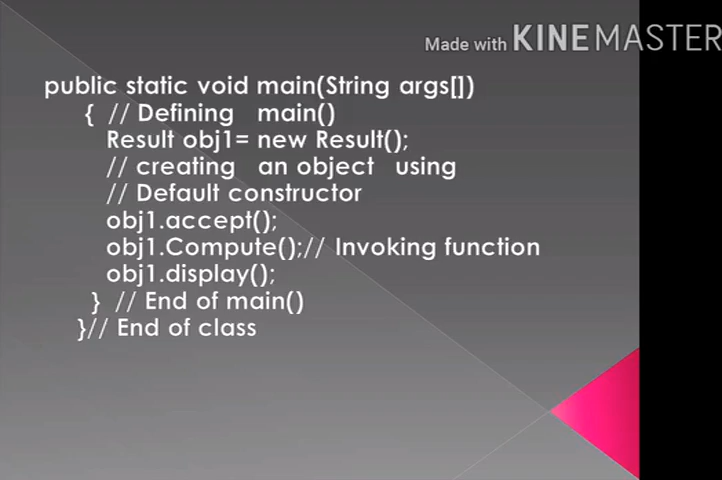 Made with KINEMASTER
public static void main(String args[])
{ // Defining main()
Result obj1= new Result();
// creating an object using
// Default constructor
obj1.accept();
obj1.Compute();// Invoking function
obj1.display();
} // End of main()
}// End of class